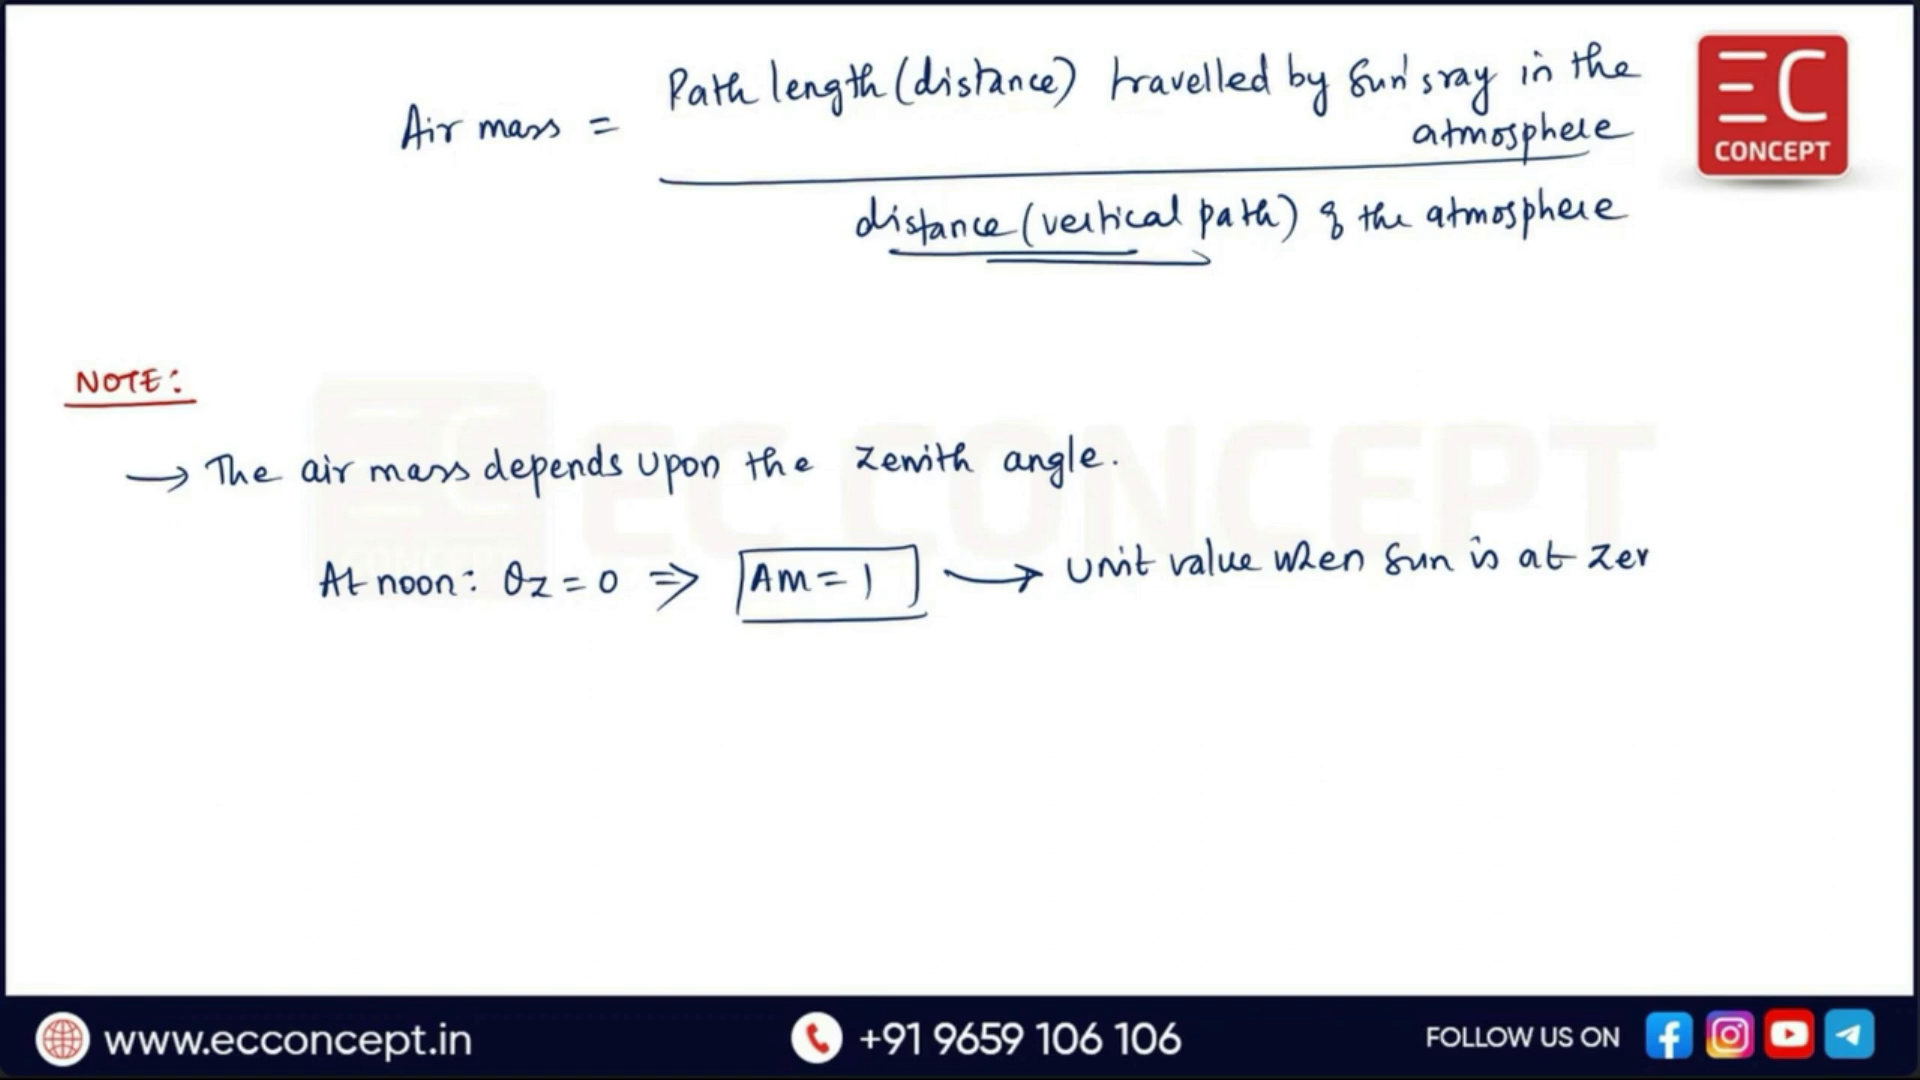 Air mass = Path length (distance) travelled by Sun's ray in the
atmosphere
distance (vertical path) of the atmosphere
EC
CONCEPT
NOTE:
→ The air mass depends upon the zenith angle.
EC CONCEPT
At noon: θz = 0 ⇒ AM = 1 → Unit value when Sun is at zer
www.ecconcept.in
+91 9659 106 106
FOLLOW US ON